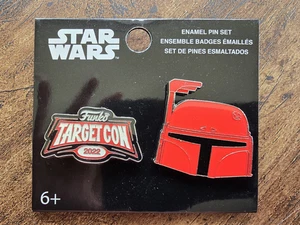 STAR
WARS
ENAMEL PIN SET
ENSEMBLE BADGES ÉMAILLÉS
SET DE PINES ESMALTADOS
Funko
TARGET CON
2022
6+